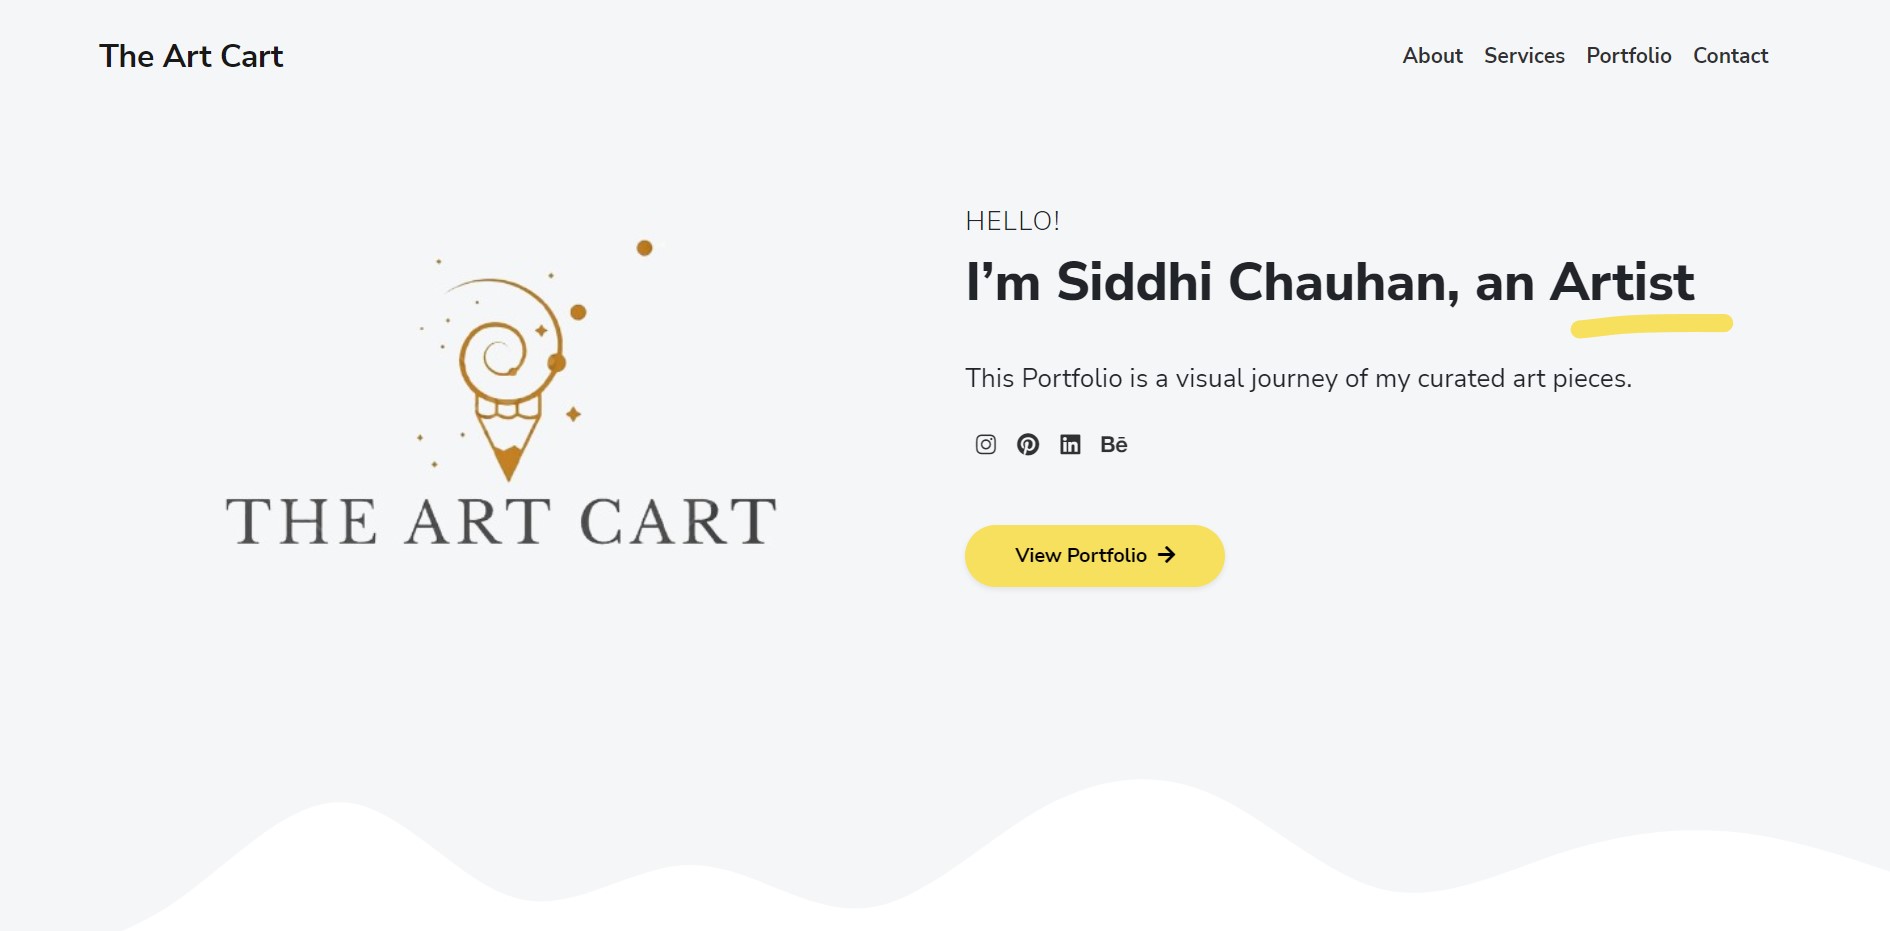 The Art Cart
About Services Portfolio Contact
HELLO!
I’m Siddhi Chauhan, an Artist
This Portfolio is a visual journey of my curated art pieces.
in Bē
View Portfolio
THE ART CART